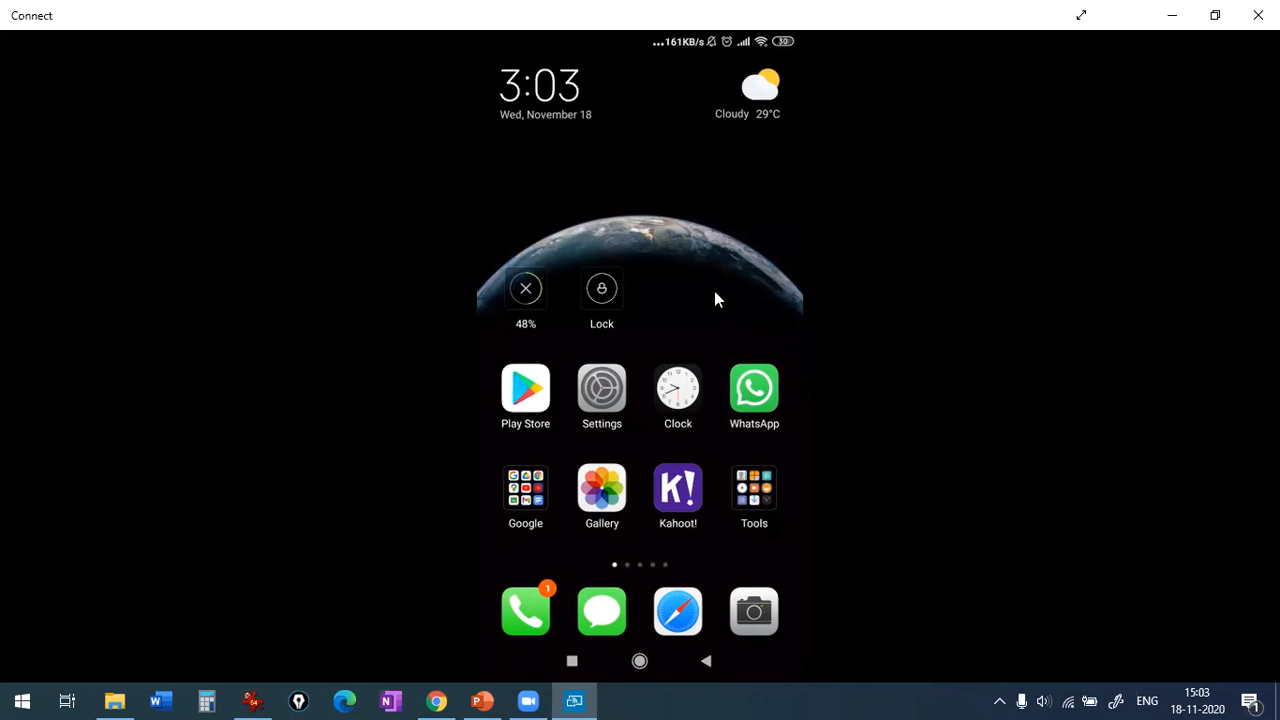 Connect
...161KB/s 30
3:03
Wed, November 18
Cloudy 29°C
48%
Lock
Play Store
Settings
Clock
WhatsApp
K!
Google
Gallery
Kahoot!
Tools
1
ENG
15:03
18-11-2020
1